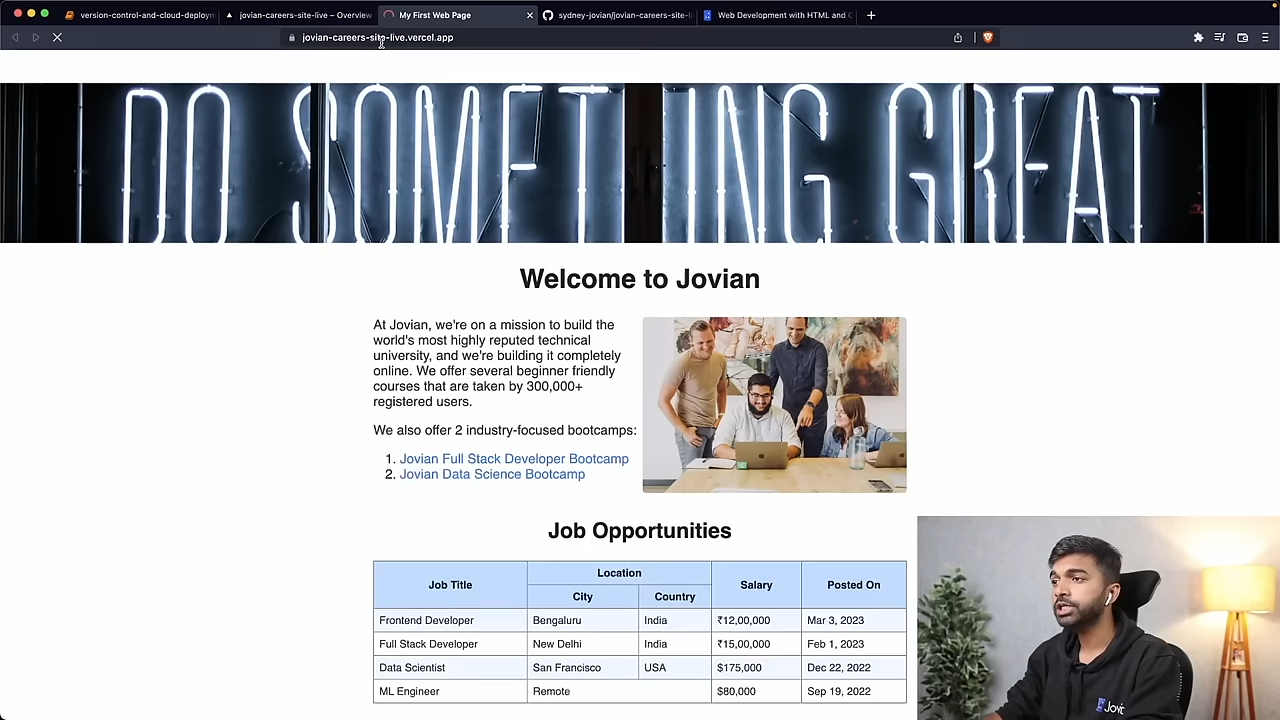 version-control-and-cloud-deployn
jovian-careers-site-live – Overview
My First Web Page
sydney-jovian/jovian-careers-site-li
Web Development with HTML and C
jovian-careers-site-live.vercel.app
DO SOMETHING GREAT
Welcome to Jovian
At Jovian, we're on a mission to build the
world's most highly reputed technical
university, and we're building it completely
online. We offer several beginner friendly
courses that are taken by 300,000+
registered users.
We also offer 2 industry-focused bootcamps:
1. Jovian Full Stack Developer Bootcamp
2. Jovian Data Science Bootcamp
Job Opportunities
Job Title
Location
Salary
Posted On
City
Country
Frontend Developer Bengaluru India ₹12,00,000 Mar 3, 2023
Full Stack Developer New Delhi India ₹15,00,000 Feb 1, 2023
Data Scientist San Francisco USA $175,000 Dec 22, 2022
ML Engineer Remote $80,000 Sep 19, 2022